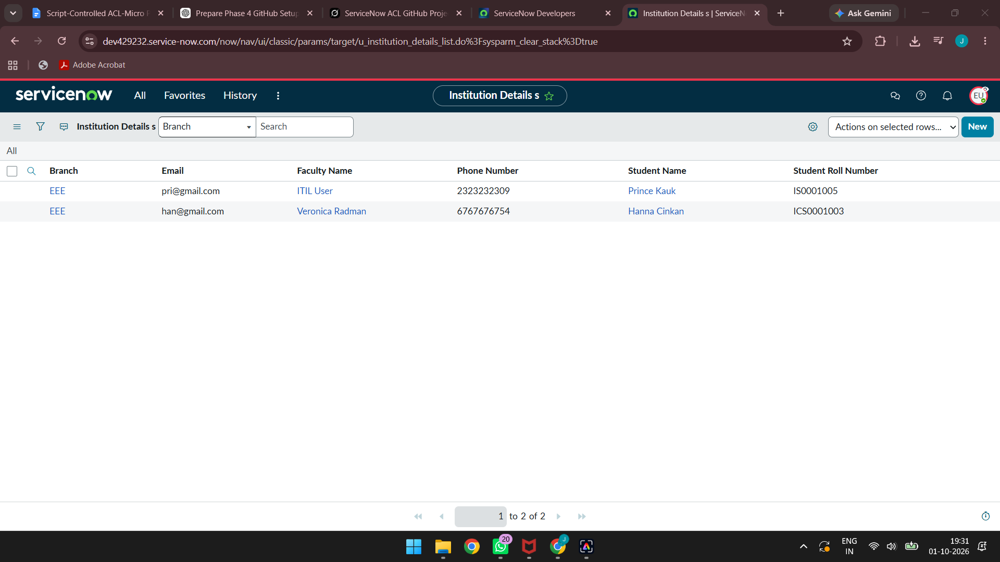 Script-Controlled ACL-Micro P
Prepare Phase 4 GitHub Setup
ServiceNow ACL GitHub Proje
ServiceNow Developers
Institution Details s | ServiceN
Ask Gemini
dev429232.service-now.com/now/nav/ui/classic/params/target/u_institution_details_list.do%3Fsysparm_clear_stack%3Dtrue
J
Adobe Acrobat
servicenow
All
Favorites
History
Institution Details s
EU
Institution Details s
Branch
Search
Actions on selected rows...
New
All
Branch Email Faculty Name Phone Number Student Name Student Roll Number
EEE pri@gmail.com ITIL User 2323232309 Prince Kauk IS0001005
EEE han@gmail.com Veronica Radman 6767676754 Hanna Cinkan ICS0001003
1 to 2 of 2
20
J
ENG
IN
19:31
01-10-2026